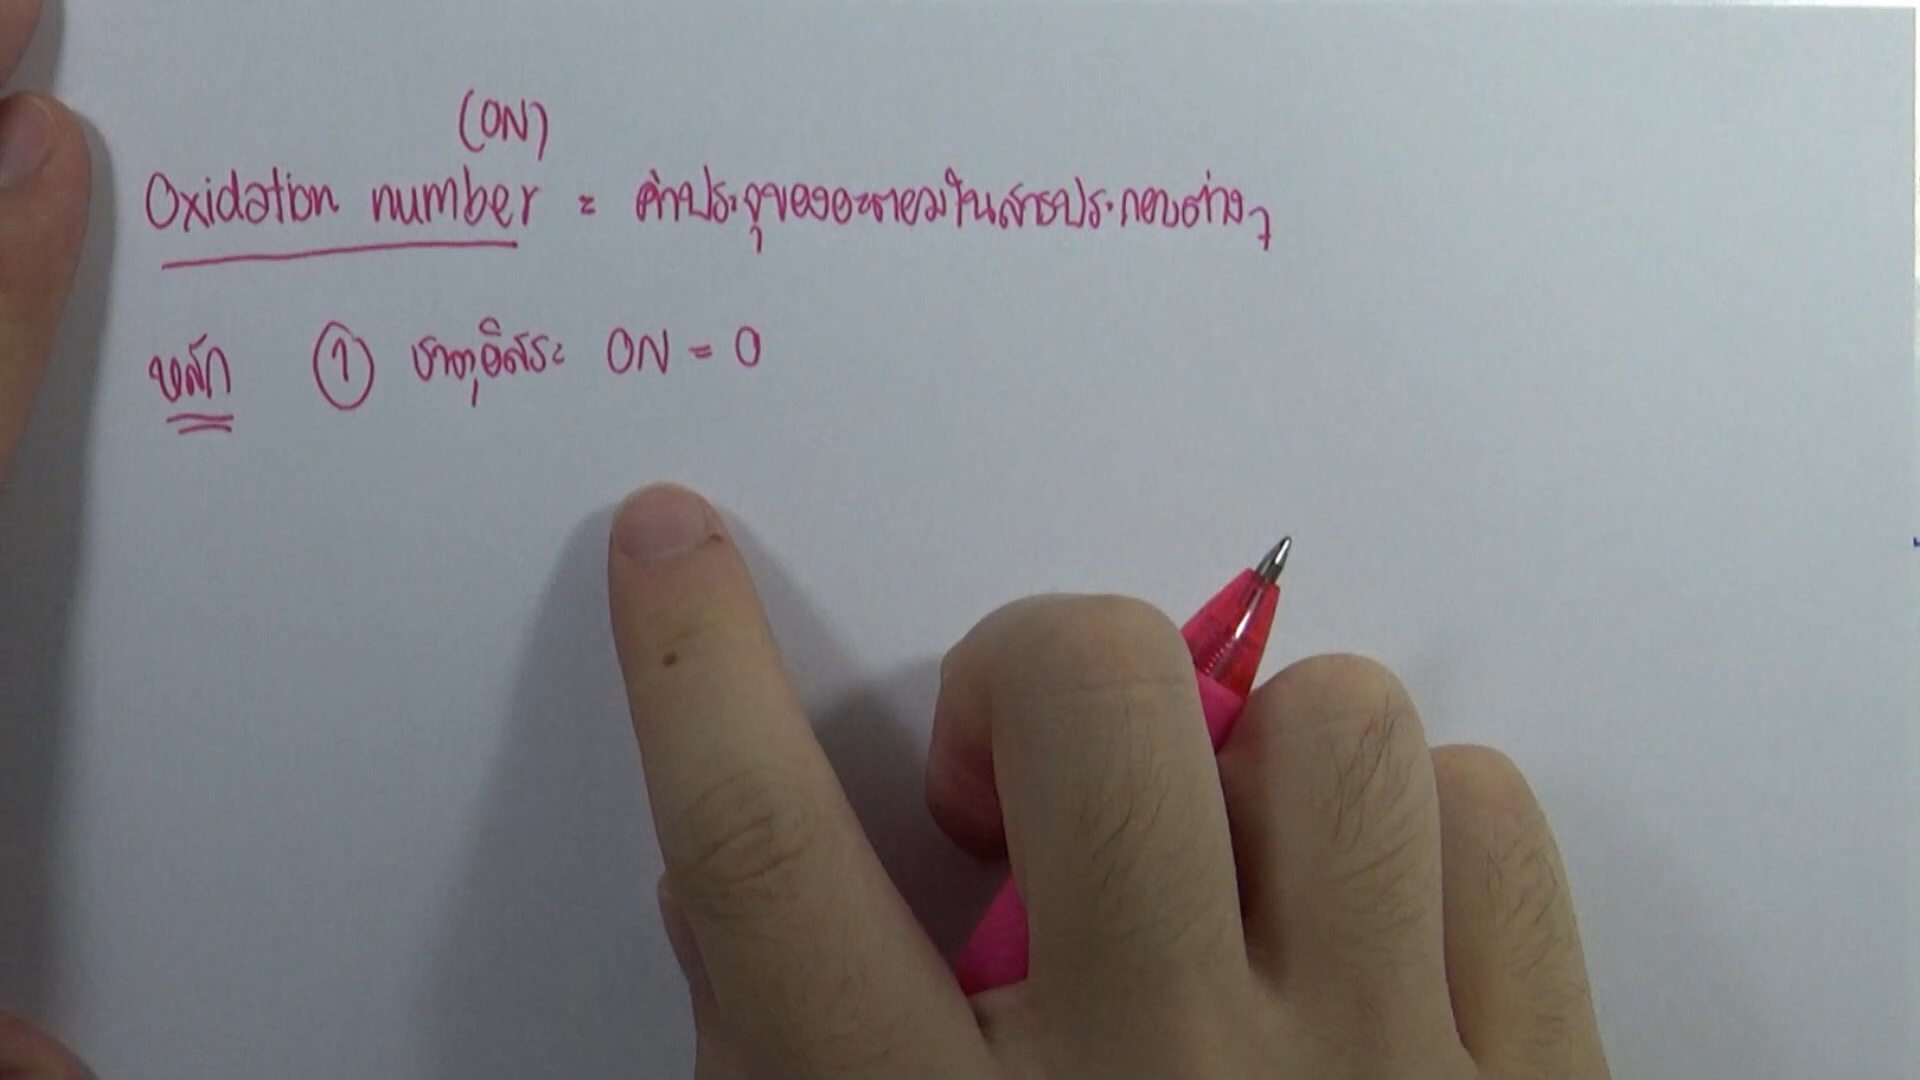 (ON)
Oxidation number = ค่าประจุของอะตอมในสารประกอบต่างๆ
หลัก ① ธาตุอิสระ ON = 0